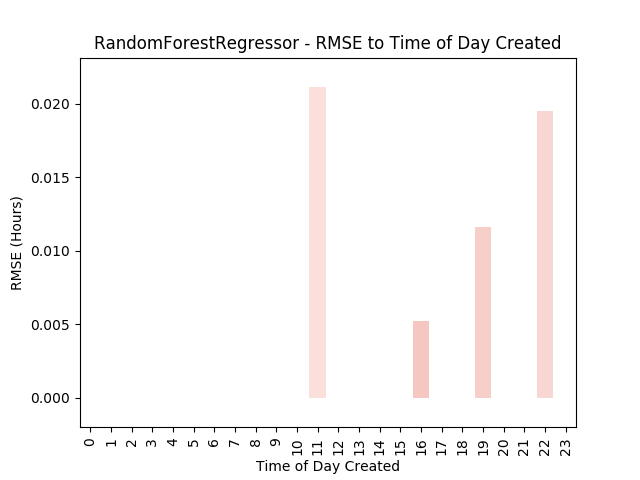 RandomForestRegressor - RMSE to Time of Day Created
RMSE (Hours)
0.020
0.015
0.010
0.005
0.000
0 1 2 3 4 5 6 7 8 9 10 11 12 13 14 15 16 17 18 19 20 21 22 23
Time of Day Created